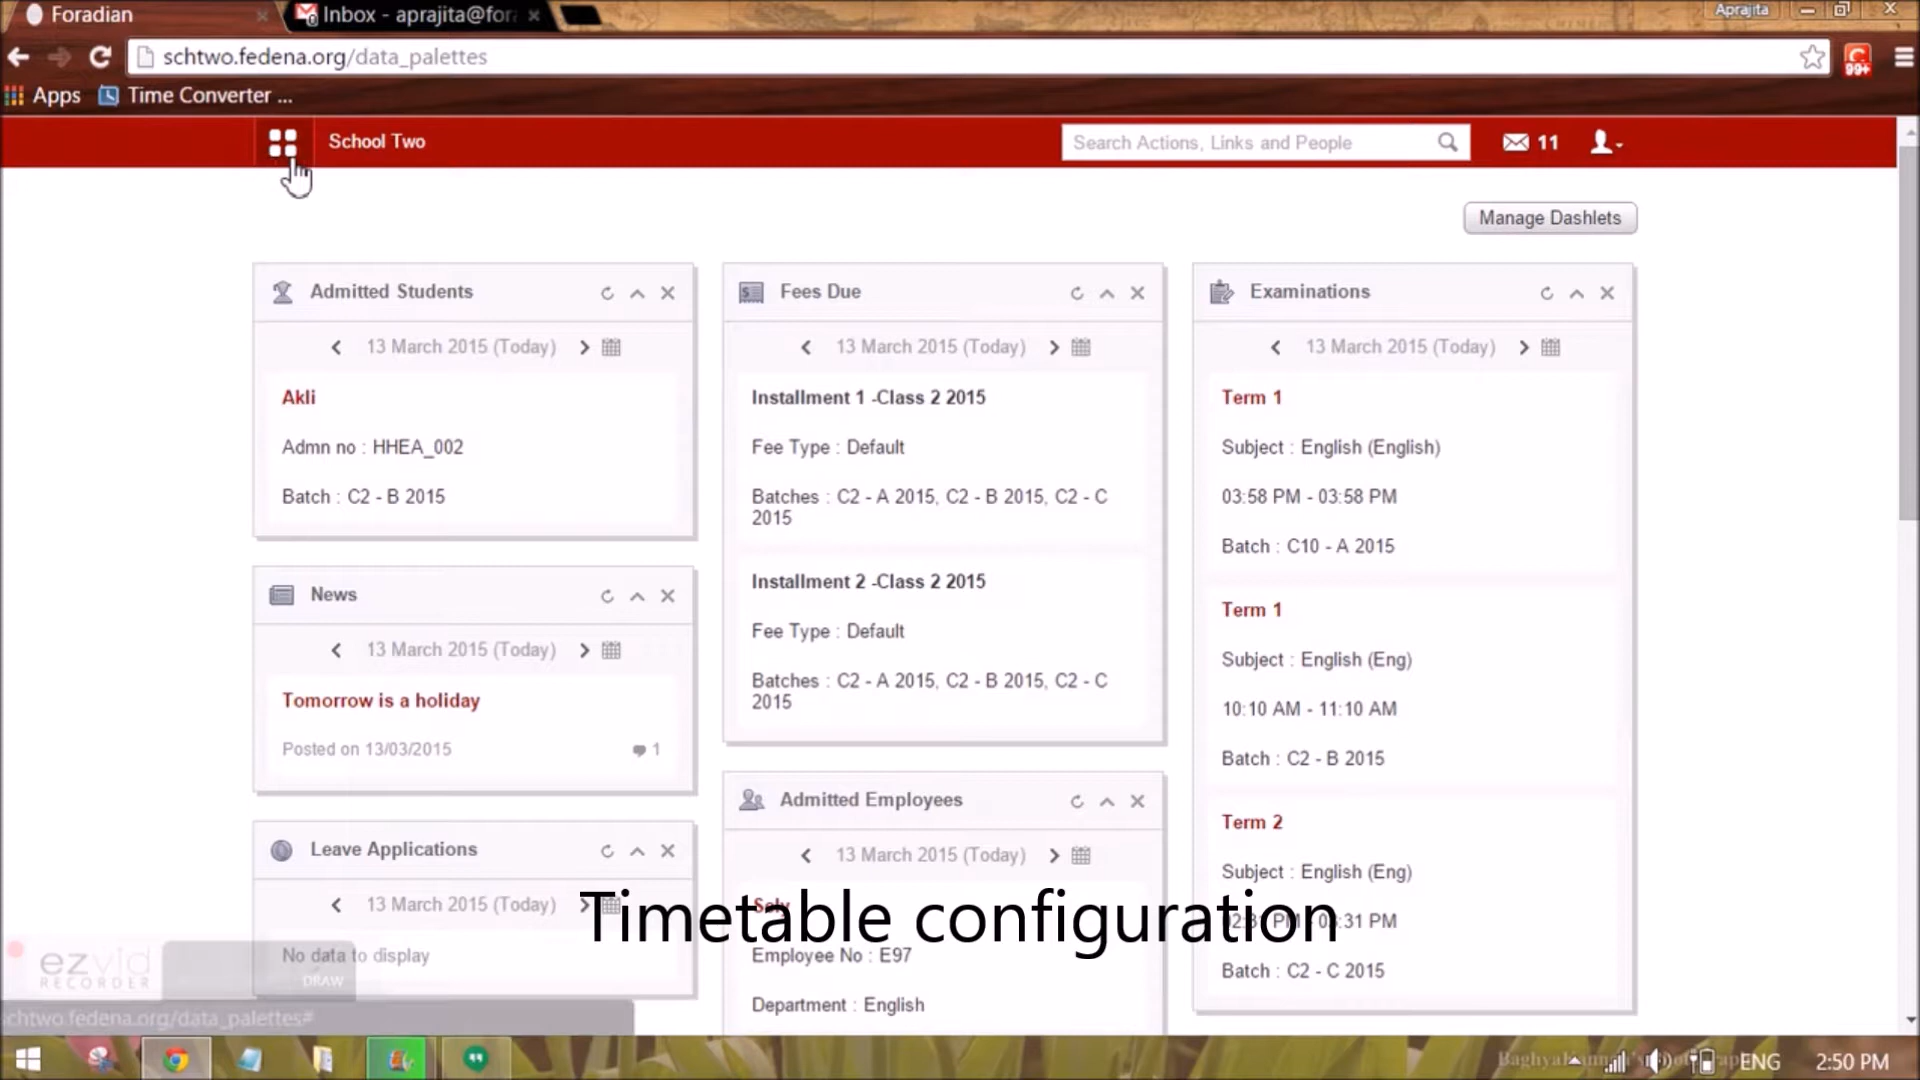 Foradian
Inbox - aprajita@for
Aprajita
schtwo.fedena.org/data_palettes
99+
Apps
Time Converter ...
School Two
Search Actions, Links and People
11
Manage Dashlets
Admitted Students
13 March 2015 (Today)
Akli
Admn no : HHEA_002
Batch : C2 - B 2015
News
13 March 2015 (Today)
Tomorrow is a holiday
Posted on 13/03/2015
1
Leave Applications
13 March 2015 (Today)
No data to display
Fees Due
13 March 2015 (Today)
Installment 1 -Class 2 2015
Fee Type : Default
Batches : C2 - A 2015, C2 - B 2015, C2 - C
2015
Installment 2 -Class 2 2015
Fee Type : Default
Batches : C2 - A 2015, C2 - B 2015, C2 - C
2015
Admitted Employees
13 March 2015 (Today)
Employee No : E97
Department : English
Examinations
13 March 2015 (Today)
Term 1
Subject : English (English)
03:58 PM - 03:58 PM
Batch : C10 - A 2015
Term 1
Subject : English (Eng)
10:10 AM - 11:10 AM
Batch : C2 - B 2015
Term 2
Subject : English (Eng)
Batch : C2 - C 2015
Timetable configuration
ezvid
RECORDER
DRAW
schtwo.fedena.org/data_palettes#
ENG
2:50 PM